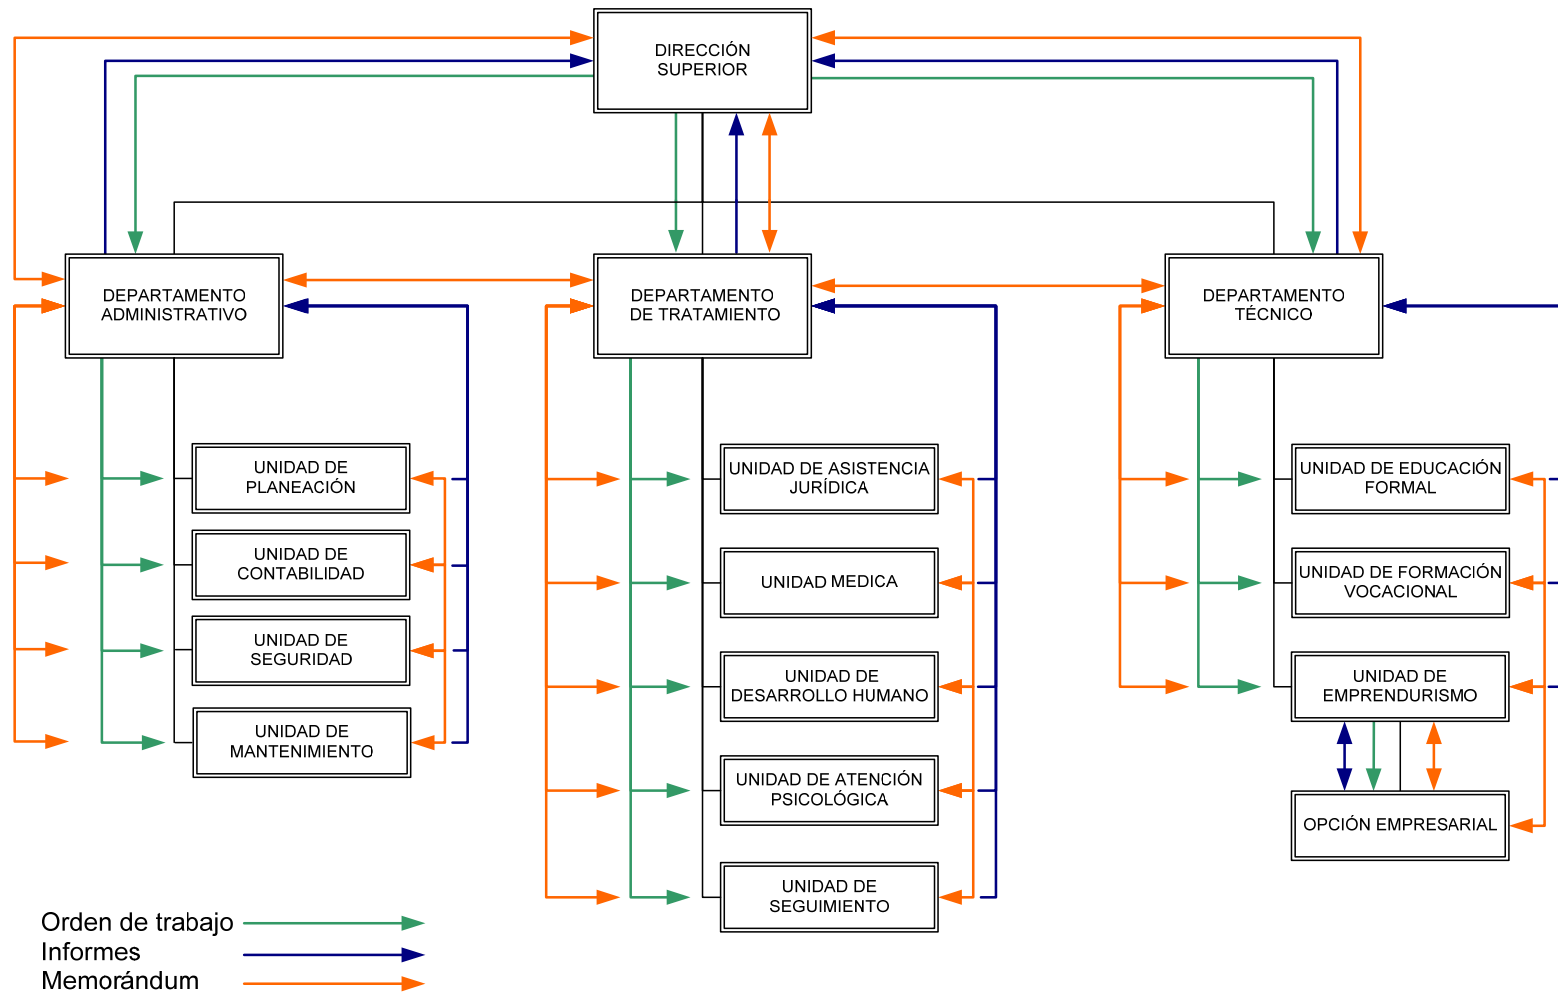 DIRECCIÓN
SUPERIOR
DEPARTAMENTO
ADMINISTRATIVO
DEPARTAMENTO
DE TRATAMIENTO
DEPARTAMENTO
TÉCNICO
UNIDAD DE
PLANEACIÓN
UNIDAD DE
CONTABILIDAD
UNIDAD DE
SEGURIDAD
UNIDAD DE
MANTENIMIENTO
UNIDAD DE ASISTENCIA
JURÍDICA
UNIDAD MEDICA
UNIDAD DE
DESARROLLO HUMANO
UNIDAD DE ATENCIÓN
PSICOLÓGICA
UNIDAD DE
SEGUIMIENTO
UNIDAD DE EDUCACIÓN
FORMAL
UNIDAD DE FORMACIÓN
VOCACIONAL
UNIDAD DE
EMPRENDURISMO
OPCIÓN EMPRESARIAL
Orden de trabajo
Informes
Memorándum